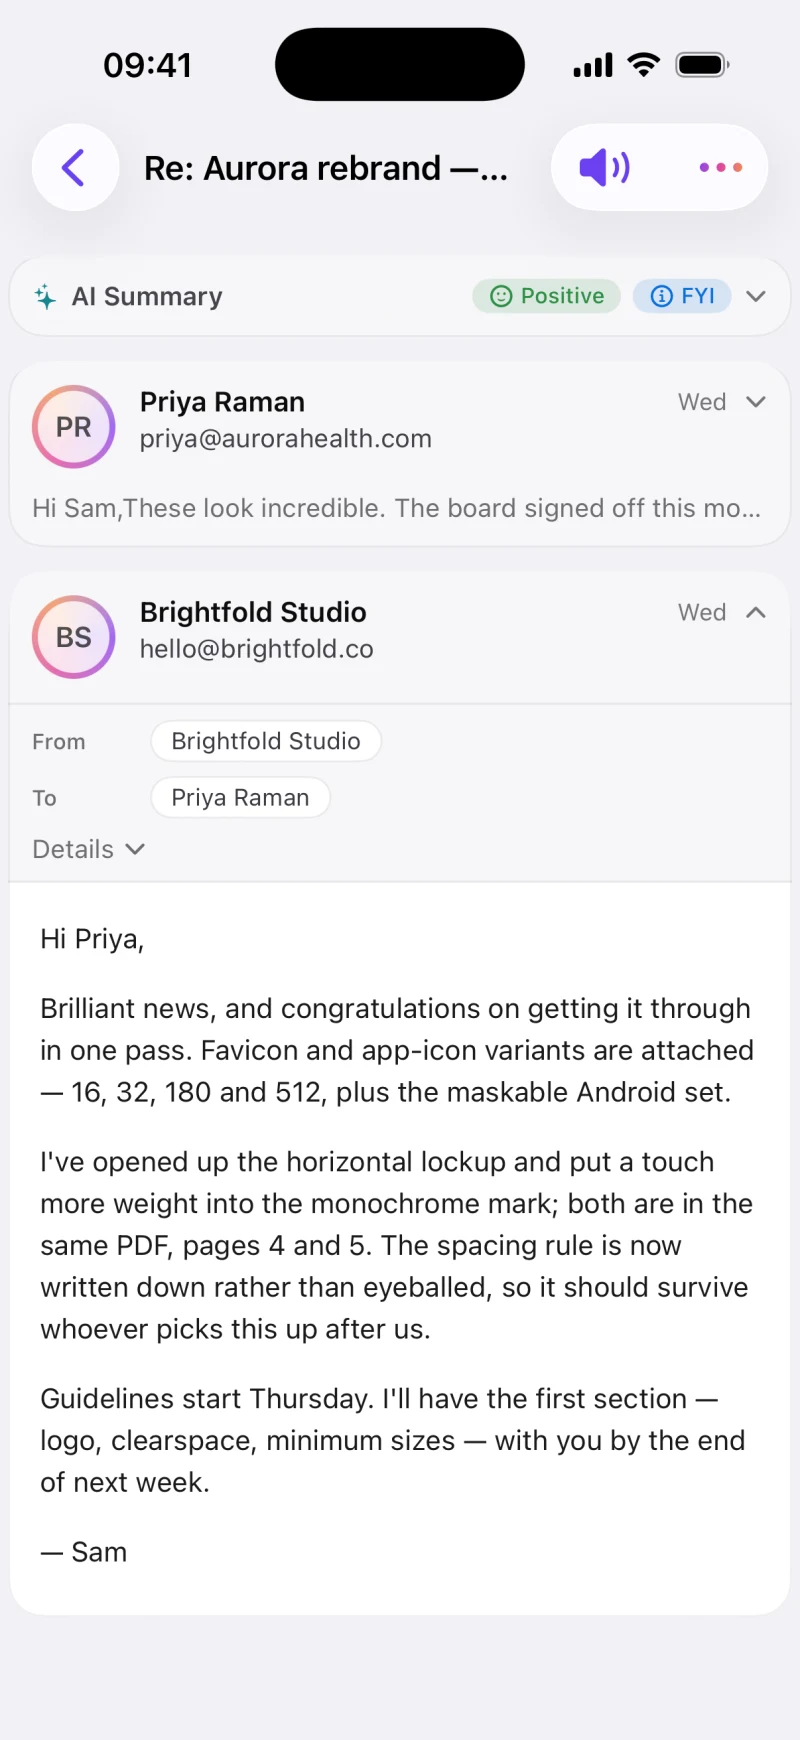 09:41
Re: Aurora rebrand —...
AI Summary
Positive
FYI
PR
Priya Raman
Wed
priya@aurorahealth.com
Hi Sam,These look incredible. The board signed off this mo...
BS
Brightfold Studio
Wed
hello@brightfold.co
From
Brightfold Studio
To
Priya Raman
Details
Hi Priya,
Brilliant news, and congratulations on getting it through
in one pass. Favicon and app-icon variants are attached
— 16, 32, 180 and 512, plus the maskable Android set.
I've opened up the horizontal lockup and put a touch
more weight into the monochrome mark; both are in the
same PDF, pages 4 and 5. The spacing rule is now
written down rather than eyeballed, so it should survive
whoever picks this up after us.
Guidelines start Thursday. I'll have the first section —
logo, clearspace, minimum sizes — with you by the end
of next week.
— Sam